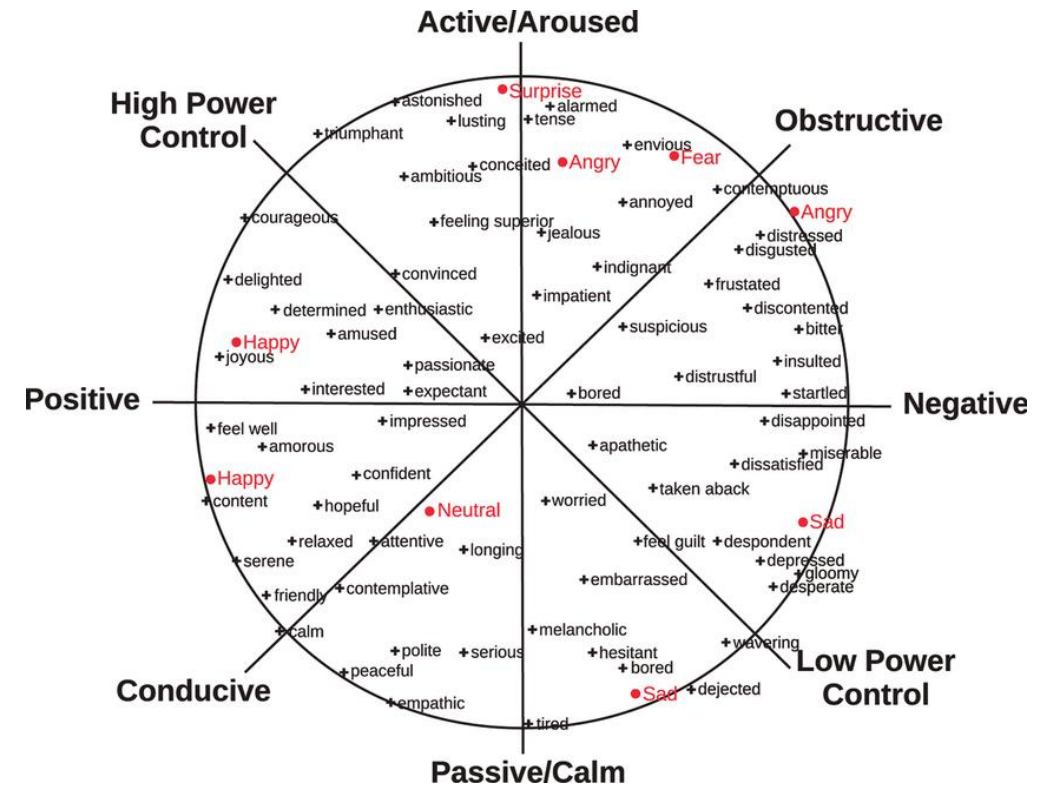 Active/Aroused
High Power
Control
Obstructive
Surprise
astonished
alarmed
lusting
tense
triumphant
envious
Fear
Angry
conceited
ambitious
contemptuous
annoyed
Angry
courageous
feeling superior
jealous
distressed
disgusted
indignant
convinced
delighted
frustated
impatient
determined
enthusiastic
discontented
suspicious
bitter
amused
excited
Happy
joyous
insulted
passionate
distrustful
interested
expectant
bored
startled
Positive
Negative
impressed
disappointed
feel well
amorous
apathetic
miserable
dissatisfied
confident
Happy
taken aback
content
hopeful
worried
Neutral
Sad
relaxed
attentive
longing
feel guilt
despondent
serene
depressed
gloomy
embarrassed
desperate
friendly
contemplative
calm
melancholic
wavering
polite
serious
hesitant
bored
peaceful
Low Power
Control
Conducive
Sad
dejected
empathic
tired
Passive/Calm